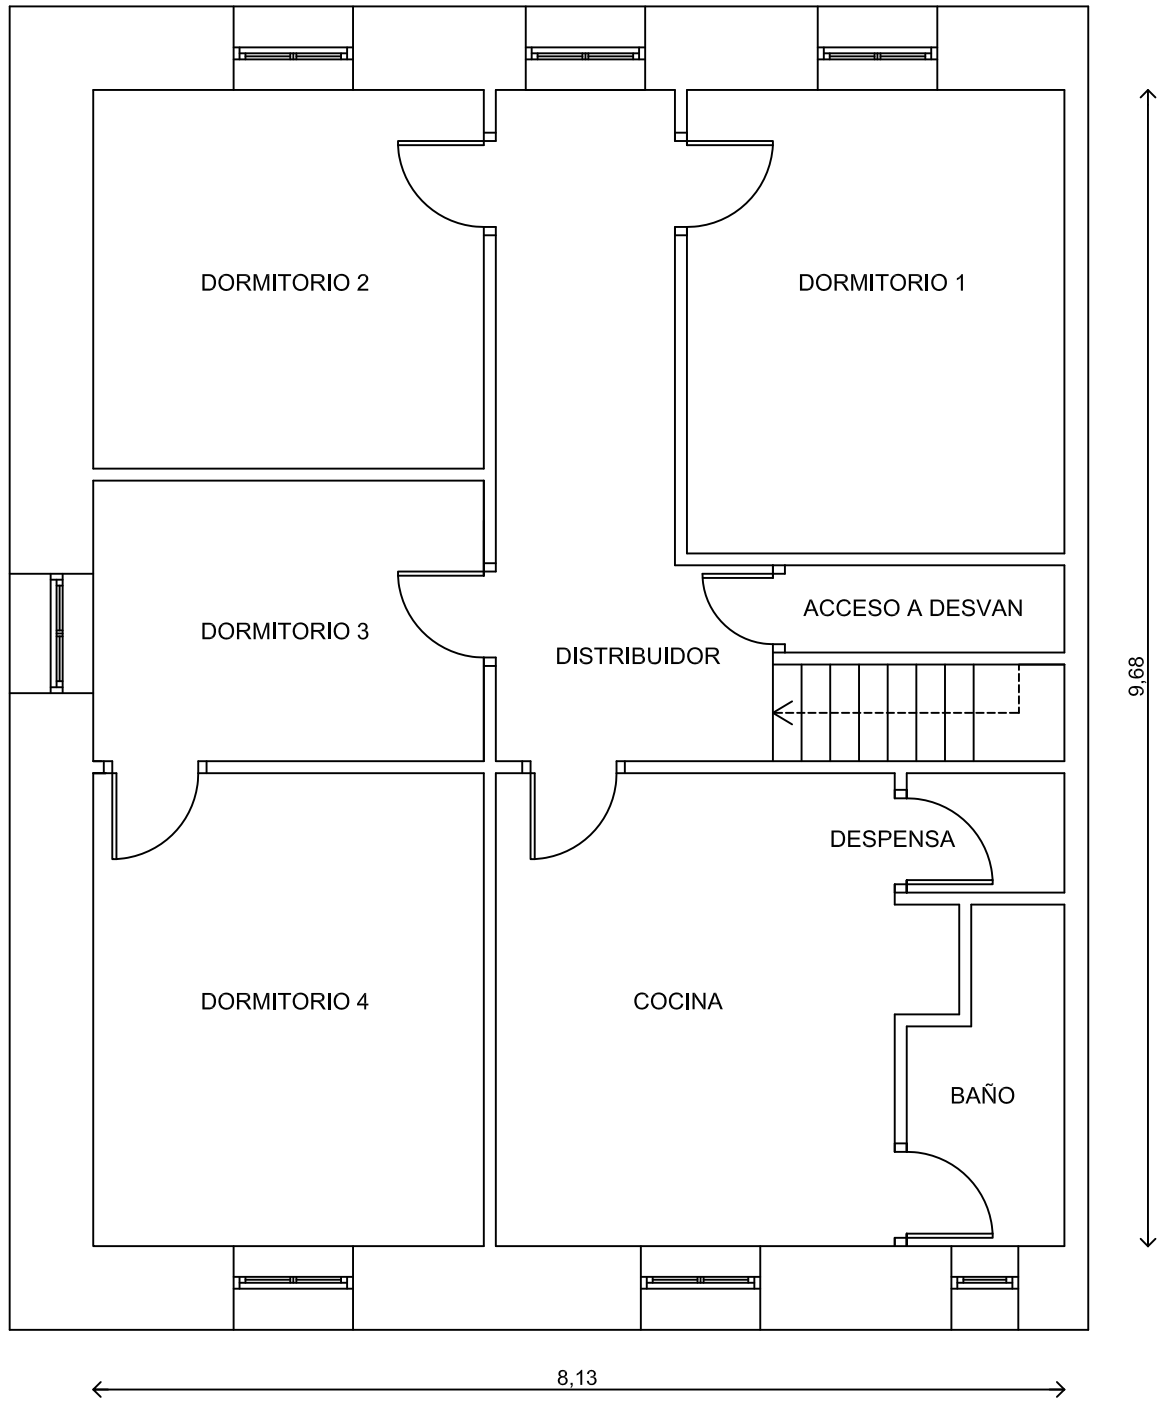 DORMITORIO 2
DORMITORIO 1
ACCESO A DESVAN
DORMITORIO 3
DISTRIBUIDOR
9,68
DESPENSA
DORMITORIO 4
COCINA
BAÑO
8,13